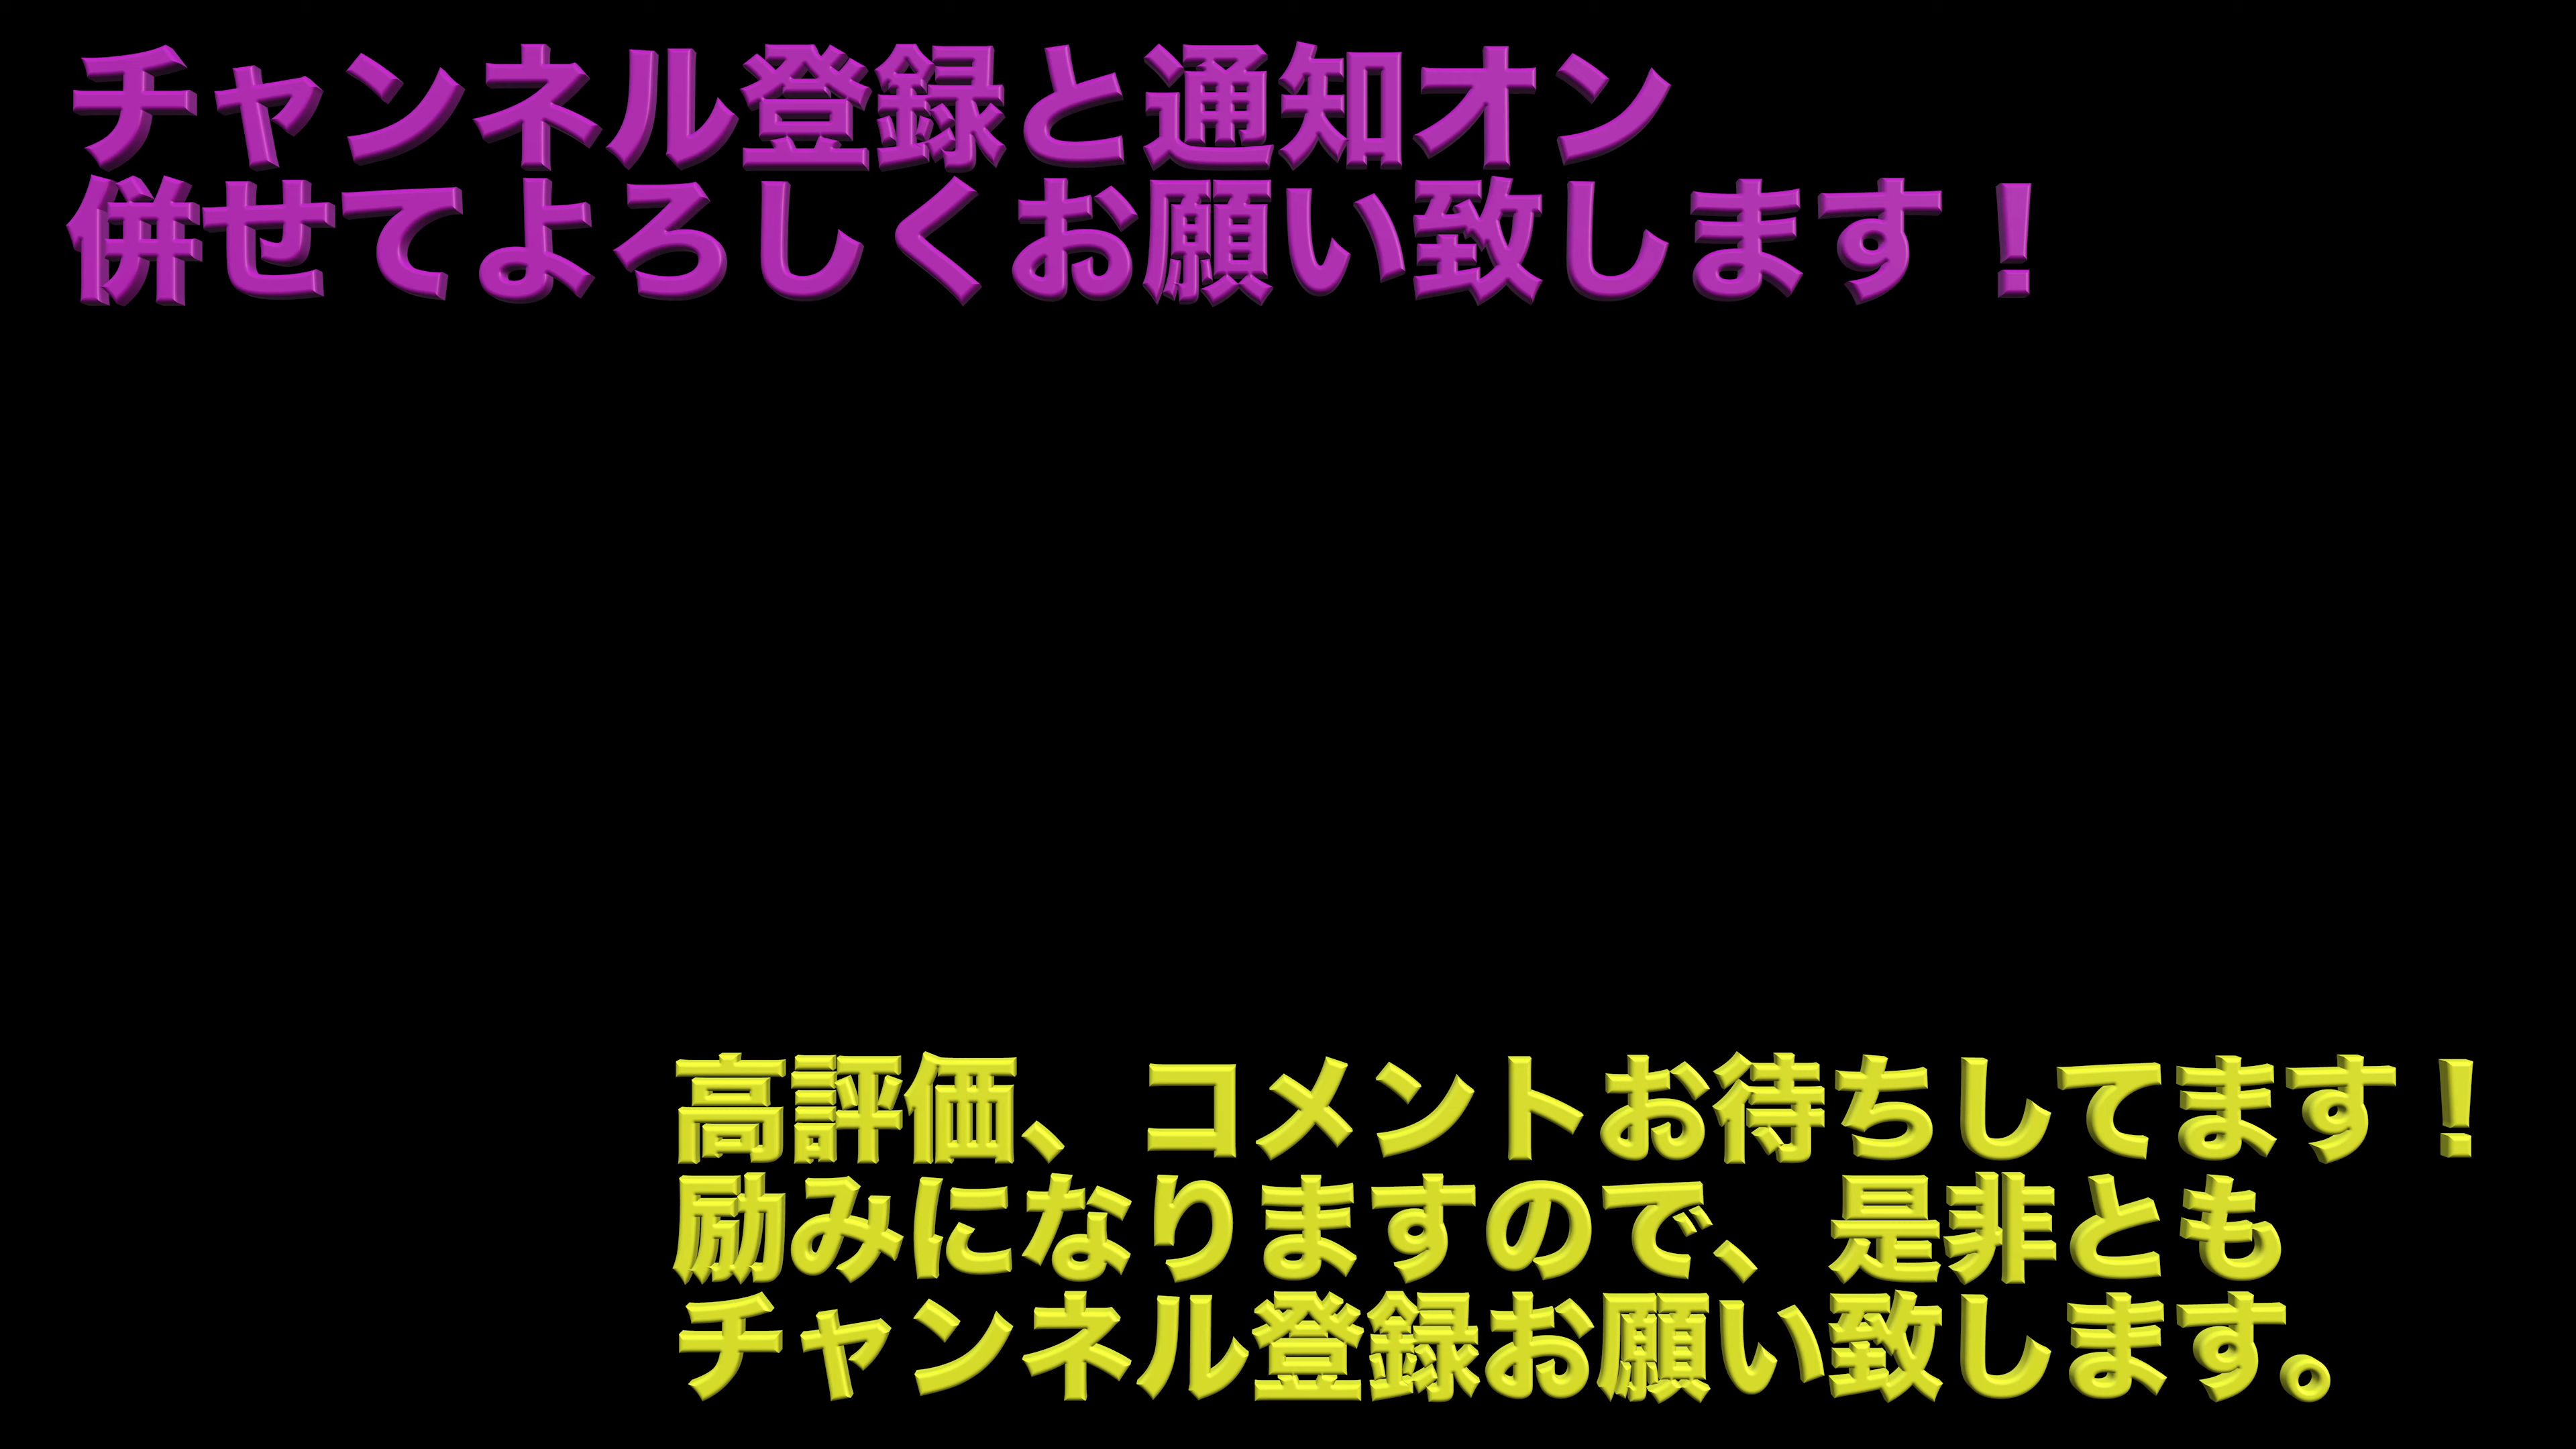 チャンネル登録と通知オン
併せてよろしくお願い致します！
高評価、コメントお待ちしてます！
励みになりますので、是非とも
チャンネル登録お願い致します。